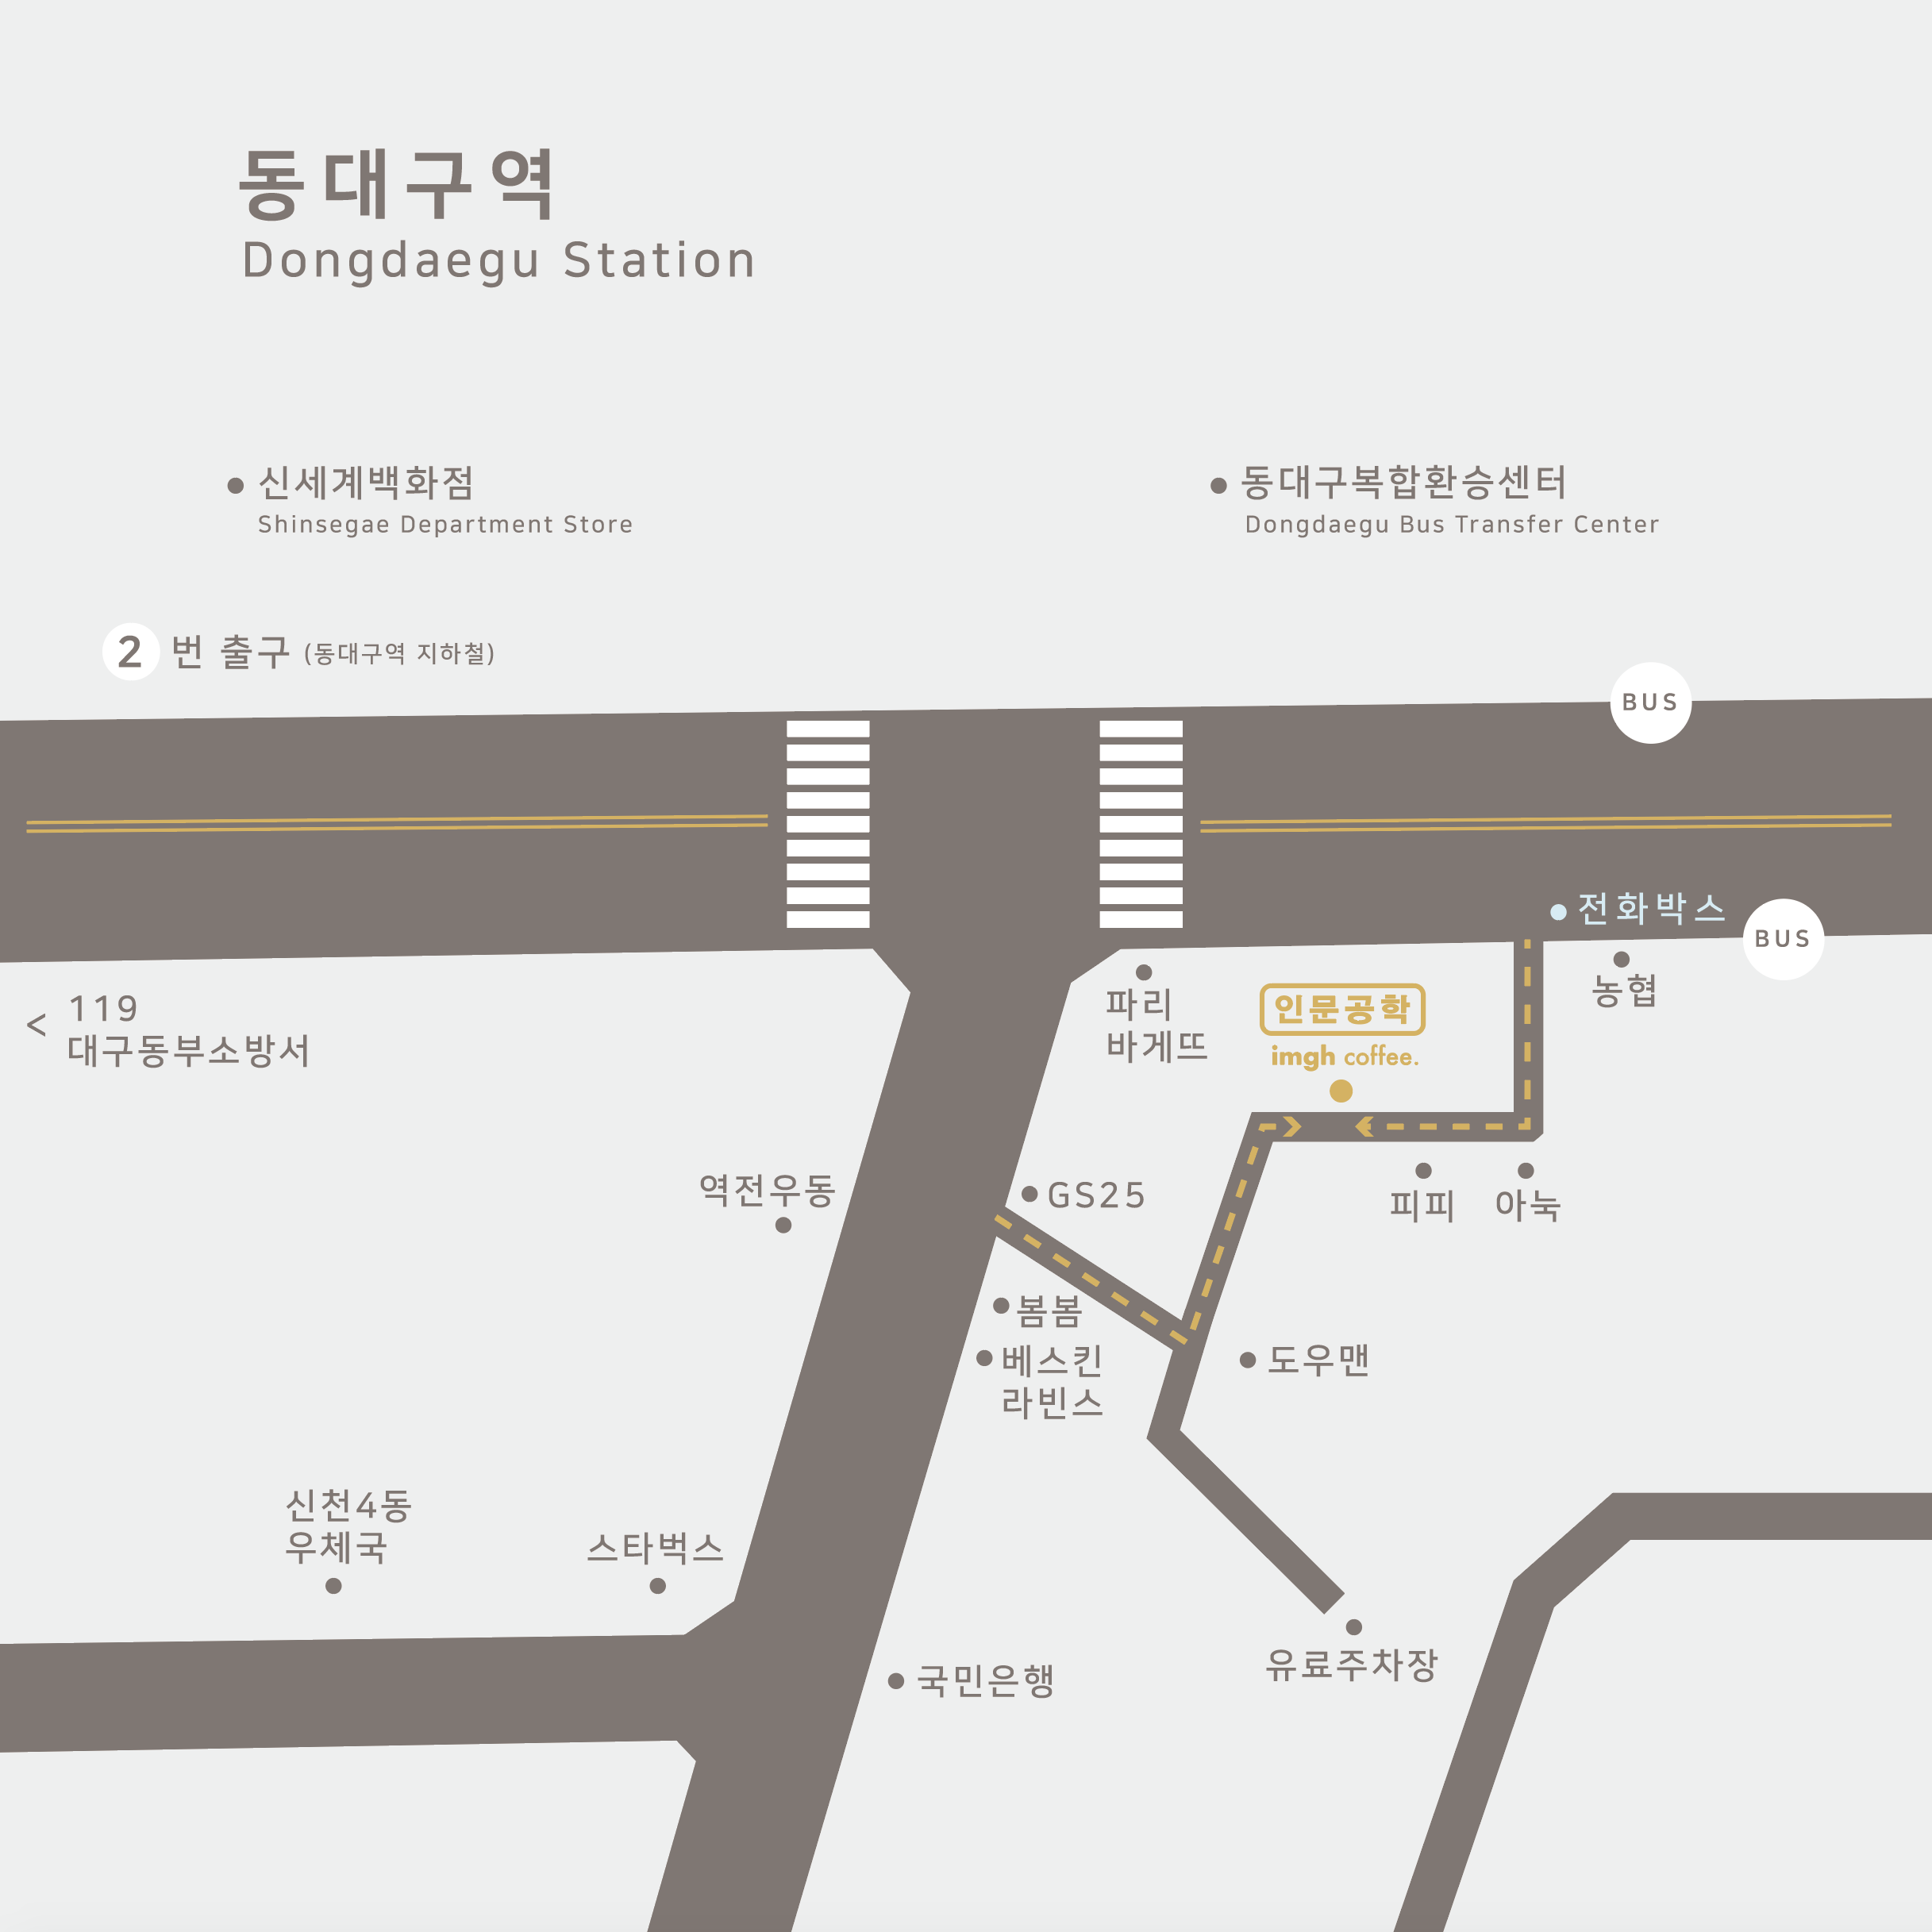 동대구역
Dongdaegu Station
신세계백화점
Shinsegae Department Store
동대구복합환승센터
Dongdaegu Bus Transfer Center
2번 출구 (동대구역 지하철)
BUS
전화박스
BUS
농협
< 119
대구동부소방서
파리
바게뜨
인문공학
imgh coffee.
역전우동
GS25
피피
아눅
봄봄
베스킨
라빈스
도우맨
신천4동
우체국
스타벅스
국민은행
유료주차장